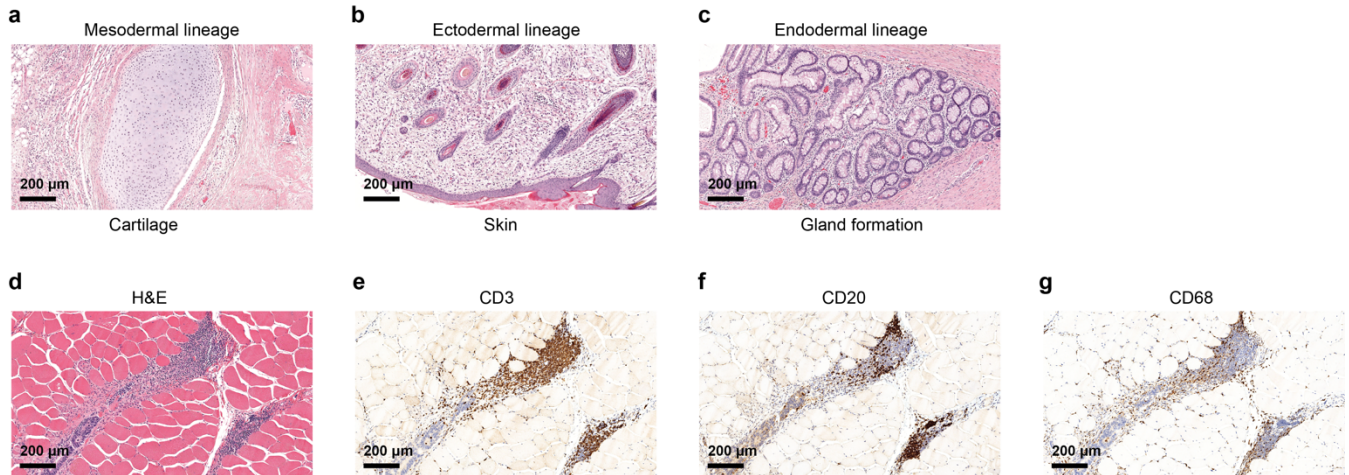 a
Mesodermal lineage
200 µm
Cartilage
b
Ectodermal lineage
200 µm
Skin
c
Endodermal lineage
200 µm
Gland formation
d
H&E
200 µm
e
CD3
200 µm
f
CD20
200 µm
g
CD68
200 µm